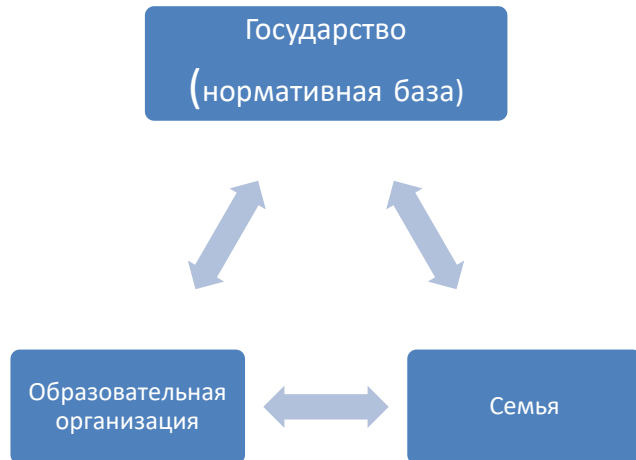 Государство
(нормативная база)
Образовательная
организация
Семья